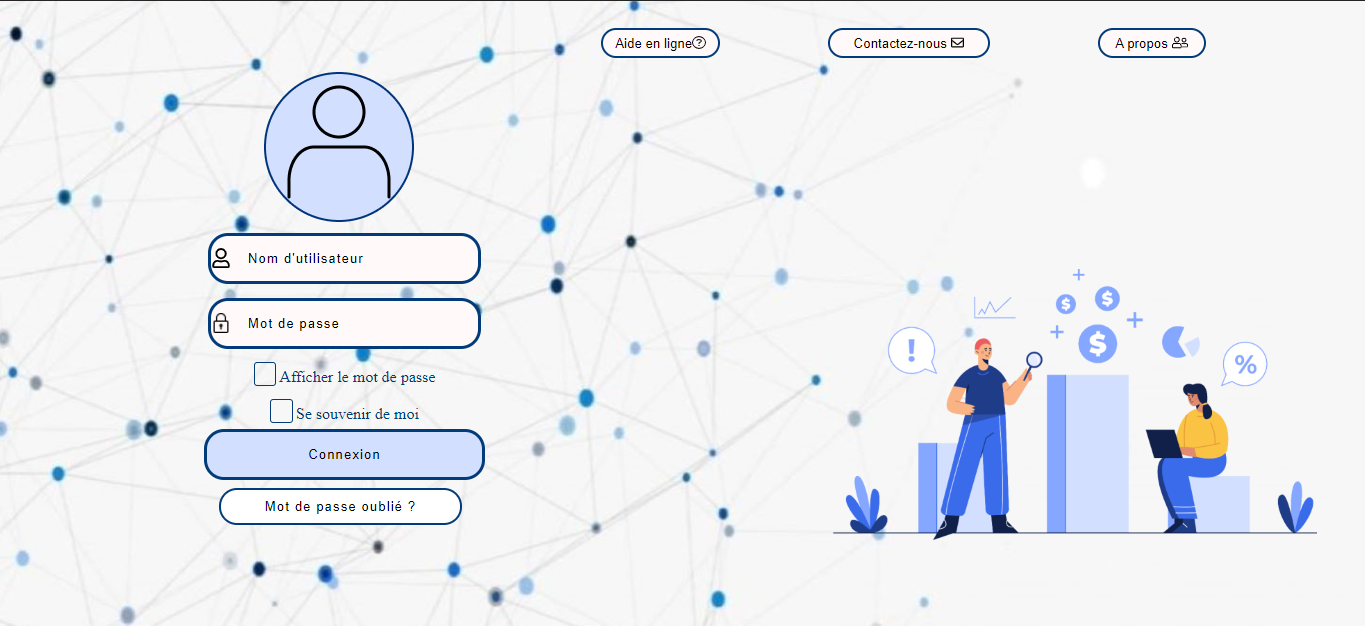 Aide en ligne
Contactez-nous
A propos
Nom d'utilisateur
Mot de passe
Afficher le mot de passe
Se souvenir de moi
Connexion
Mot de passe oublié ?
!
$
$
$
%